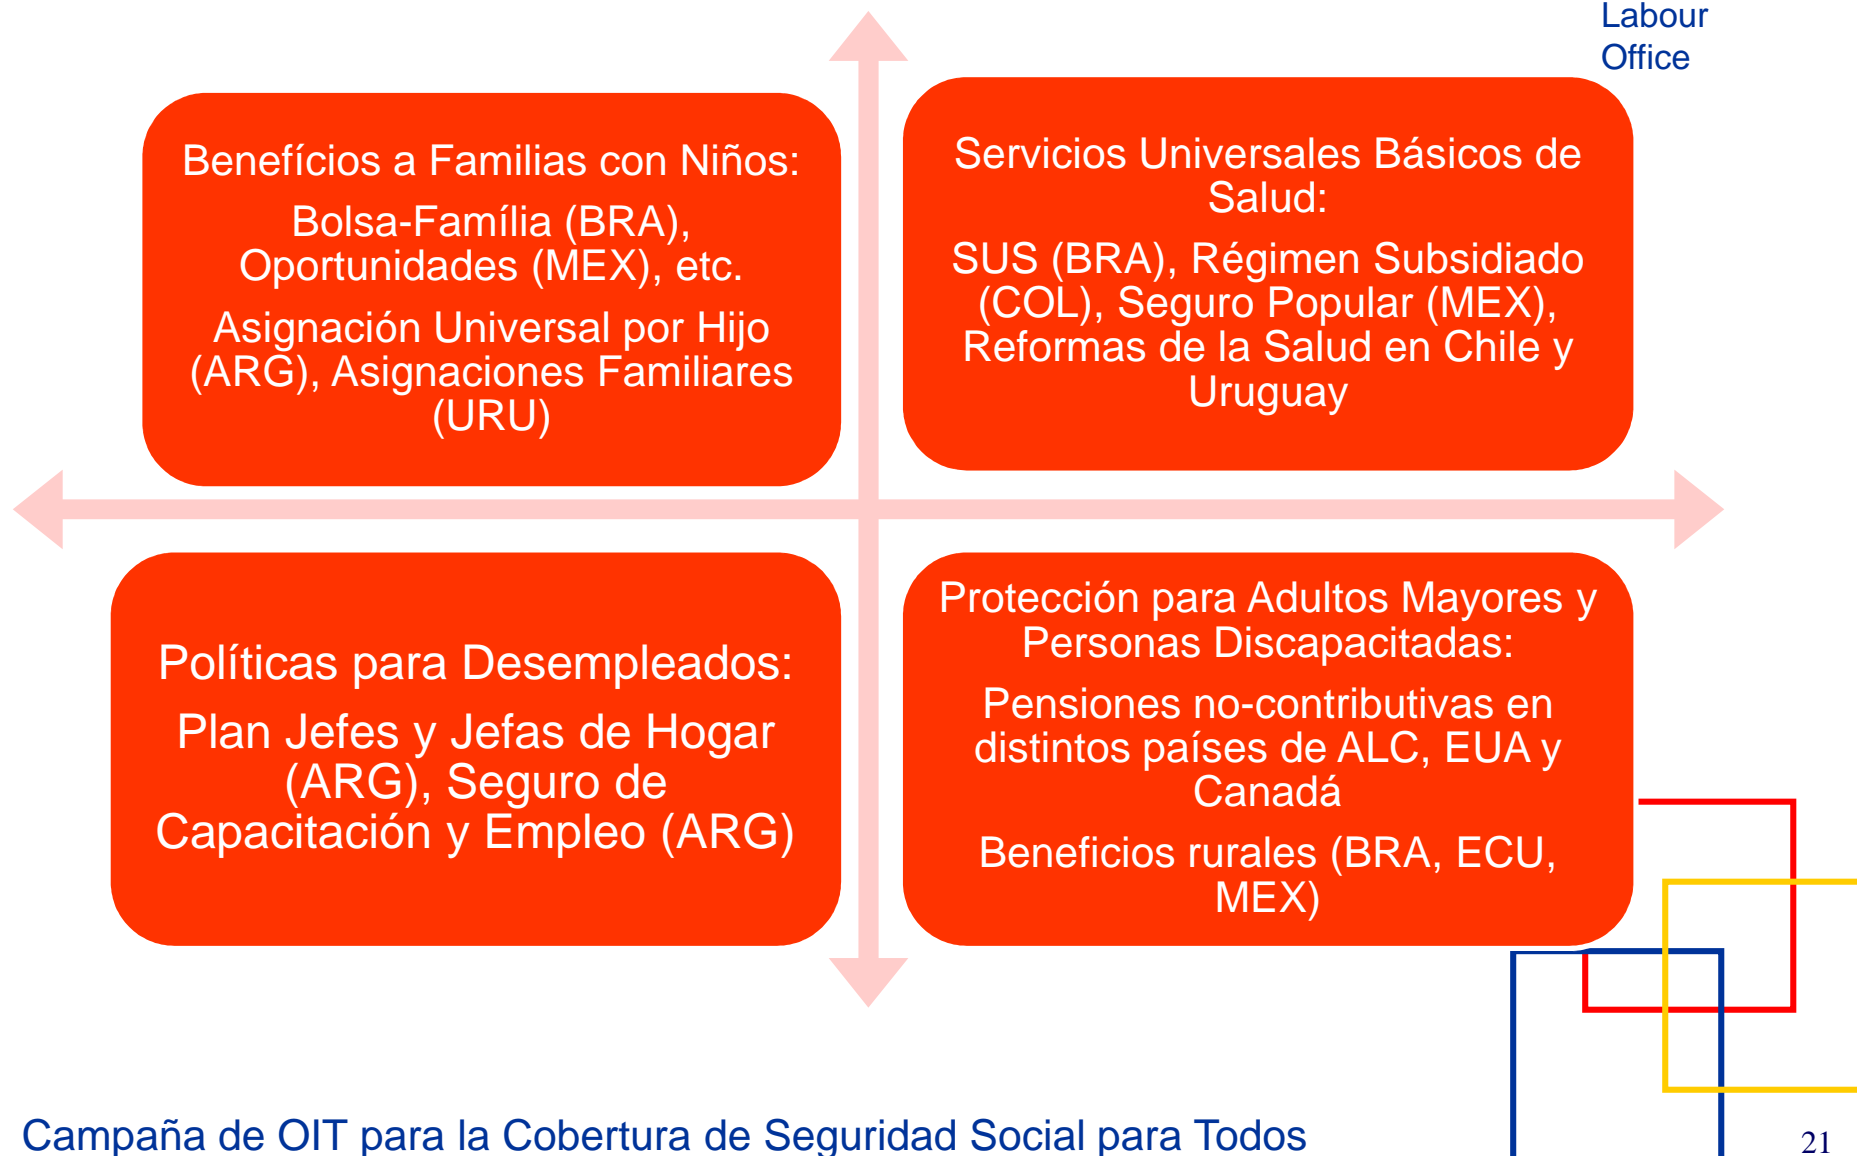 Labour
Office
Benefícios a Familias con Niños:
Bolsa-Família (BRA),
Oportunidades (MEX), etc.
Asignación Universal por Hijo
(ARG), Asignaciones Familiares
(URU)
Servicios Universales Básicos de
Salud:
SUS (BRA), Régimen Subsidiado
(COL), Seguro Popular (MEX),
Reformas de la Salud en Chile y
Uruguay
Políticas para Desempleados:
Plan Jefes y Jefas de Hogar
(ARG), Seguro de
Capacitación y Empleo (ARG)
Protección para Adultos Mayores y
Personas Discapacitadas:
Pensiones no-contributivas en
distintos países de ALC, EUA y
Canadá
Beneficios rurales (BRA, ECU,
MEX)
Campaña de OIT para la Cobertura de Seguridad Social para Todos
21